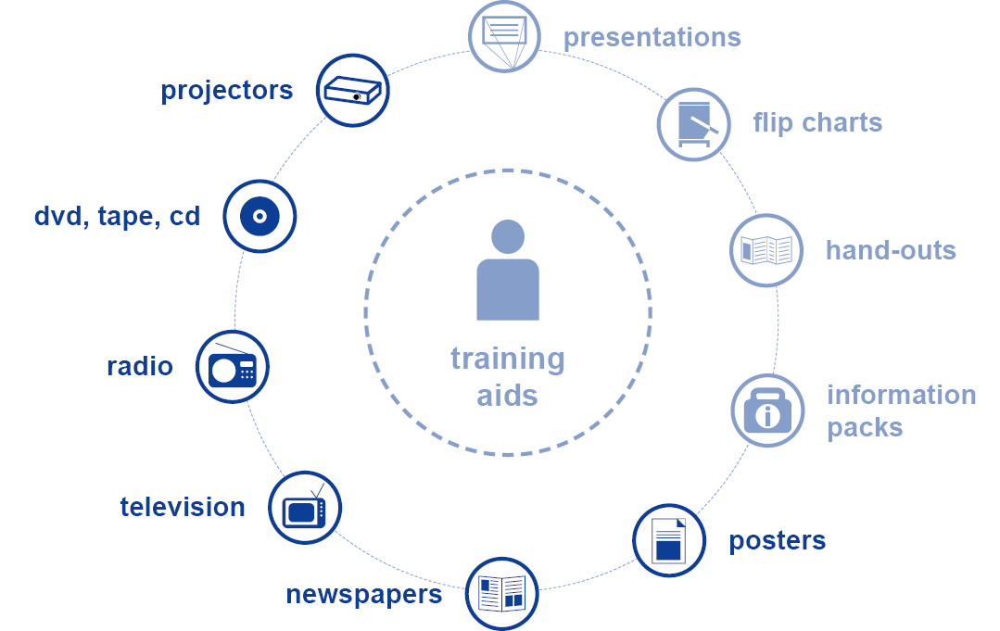 presentations
projectors
flip charts
dvd, tape, cd
hand-outs
training
aids
radio
information
packs
television
posters
newspapers